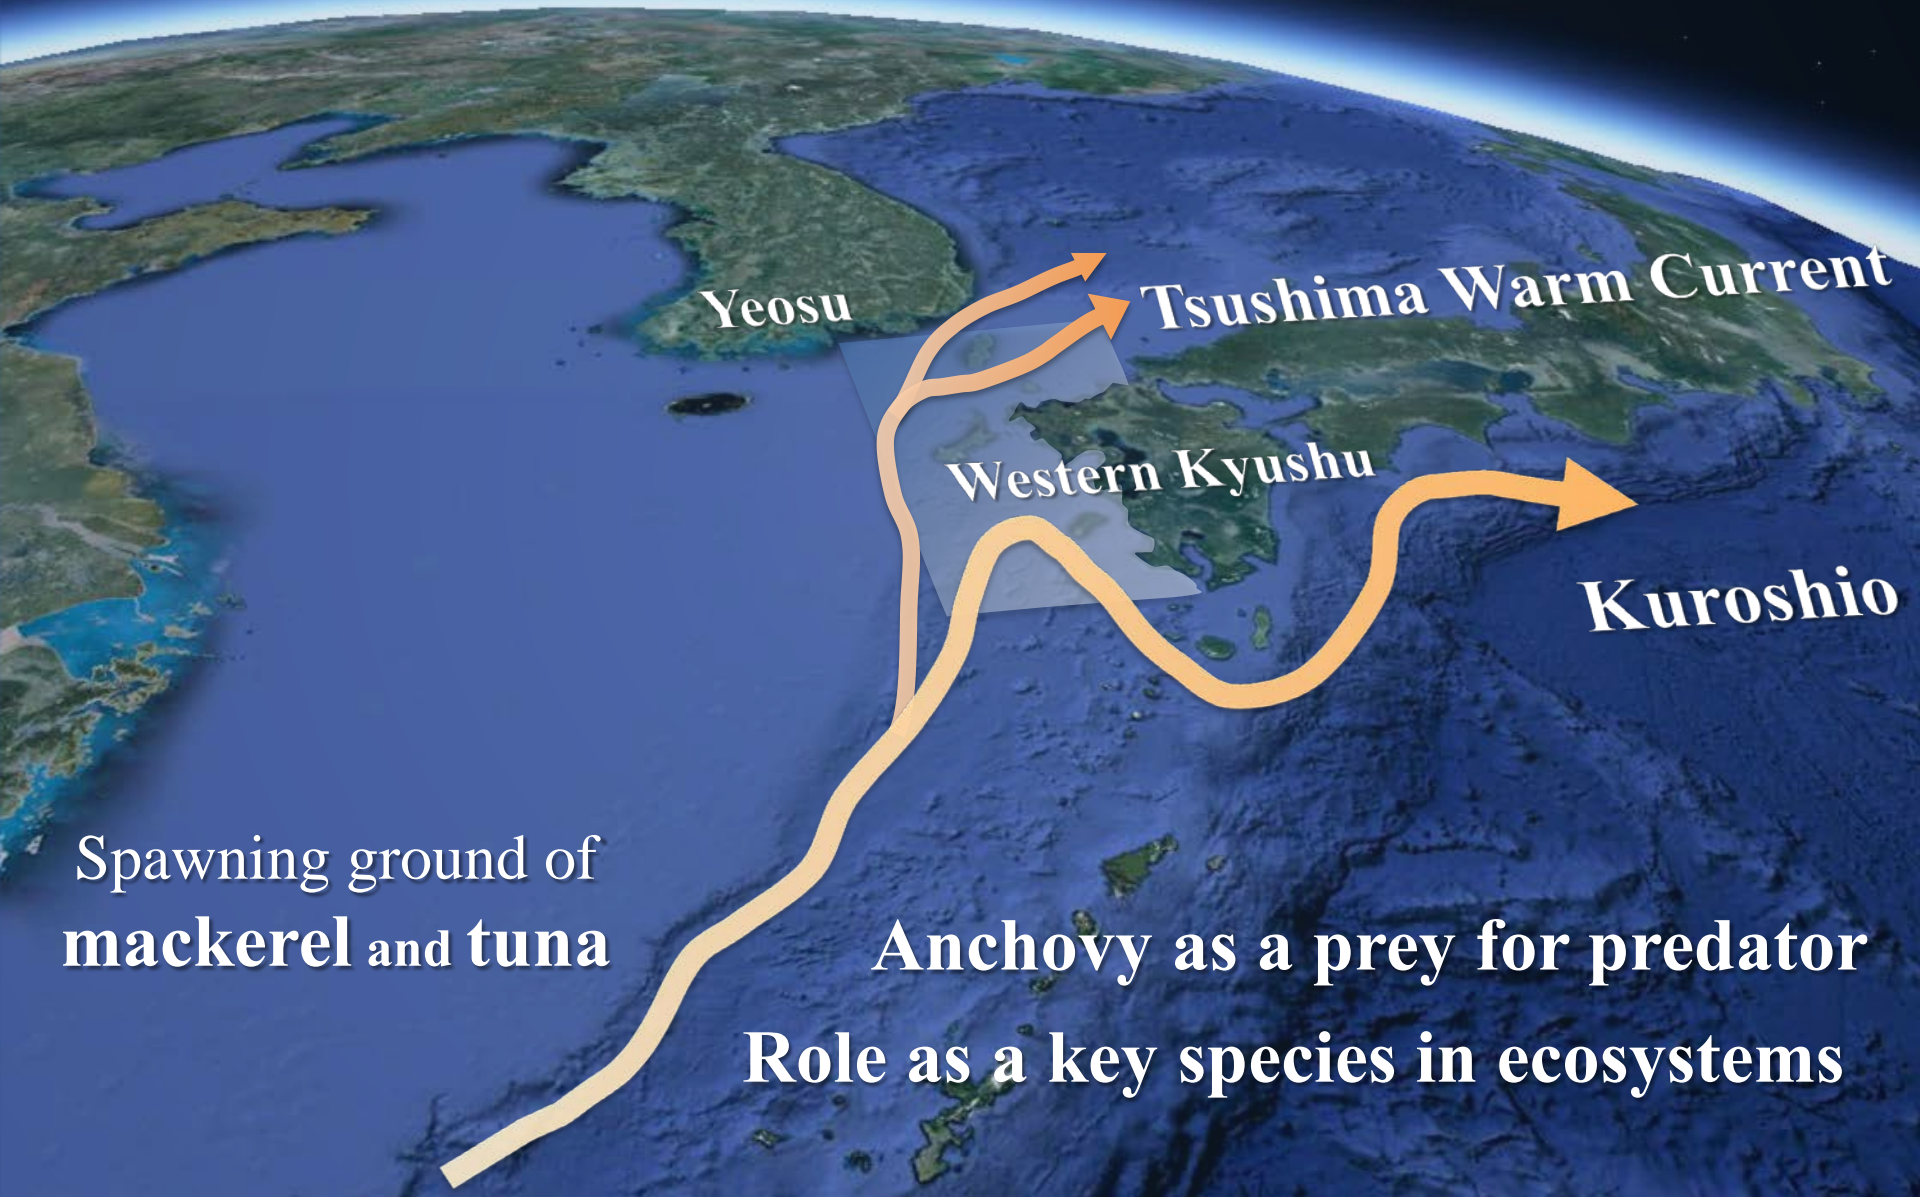 Tsushima Warm Current
Yeosu
Western Kyushu
Kuroshio
Spawning ground of
mackerel and tuna
Anchovy as a prey for predator
Role as a key species in ecosystems